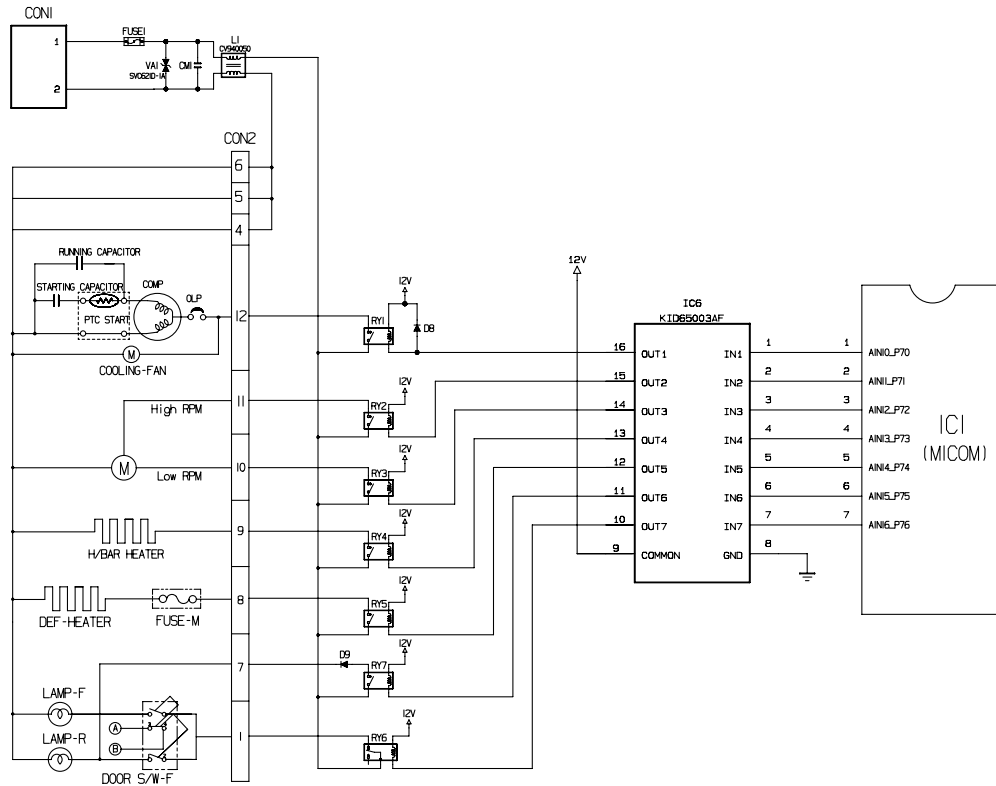 CON1
1
2
FUSE1
VA1
SVC621D-1A
CM1
L1
CV940050
CON2
6
5
4
RUNNING CAPACITOR
STARTING CAPACITOR
COMP
OLP
PTC START
M
COOLING-FAN
12
RY1
12V
D8
High RPM
11
RY2
12V
M
Low RPM
10
RY3
12V
H/BAR HEATER
9
RY4
12V
DEF-HEATER
FUSE-M
8
RY5
12V
7
D9
RY7
12V
LAMP-F
A
B
LAMP-R
DOOR S/W-F
1
RY6
12V
12V
IC6
KID65003AF
16 OUT1 IN1 1 1 AIN10_P70
15 OUT2 IN2 2 2 AIN11_P71
14 OUT3 IN3 3 3 AIN12_P72
13 OUT4 IN4 4 4 AIN13_P73
12 OUT5 IN5 5 5 AIN14_P74
11 OUT6 IN6 6 6 AIN15_P75
10 OUT7 IN7 7 7 AIN16_P76
9 COMMON GND 8
IC1
(MICOM)